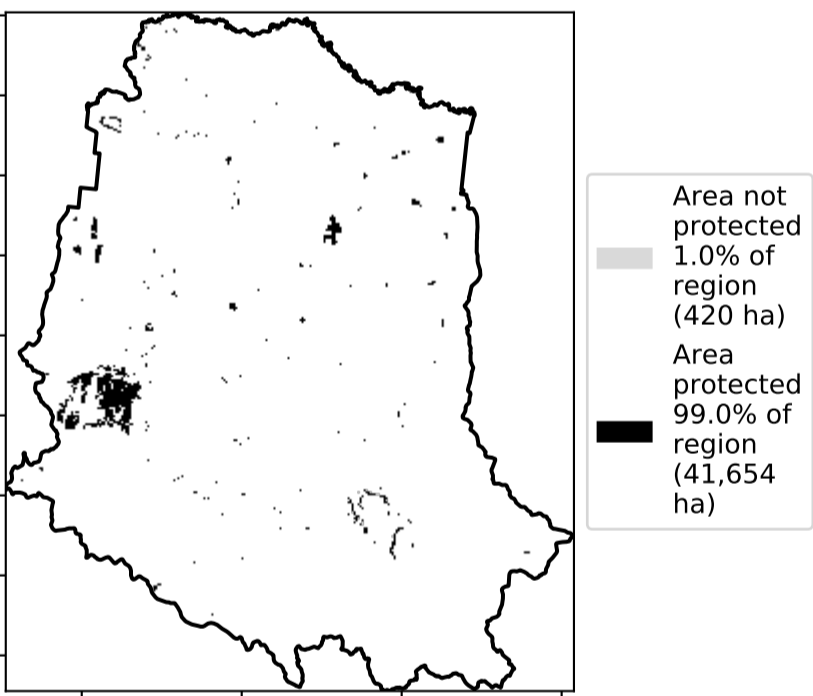 Area not
protected
1.0% of
region
(420 ha)
Area
protected
99.0% of
region
(41,654
ha)